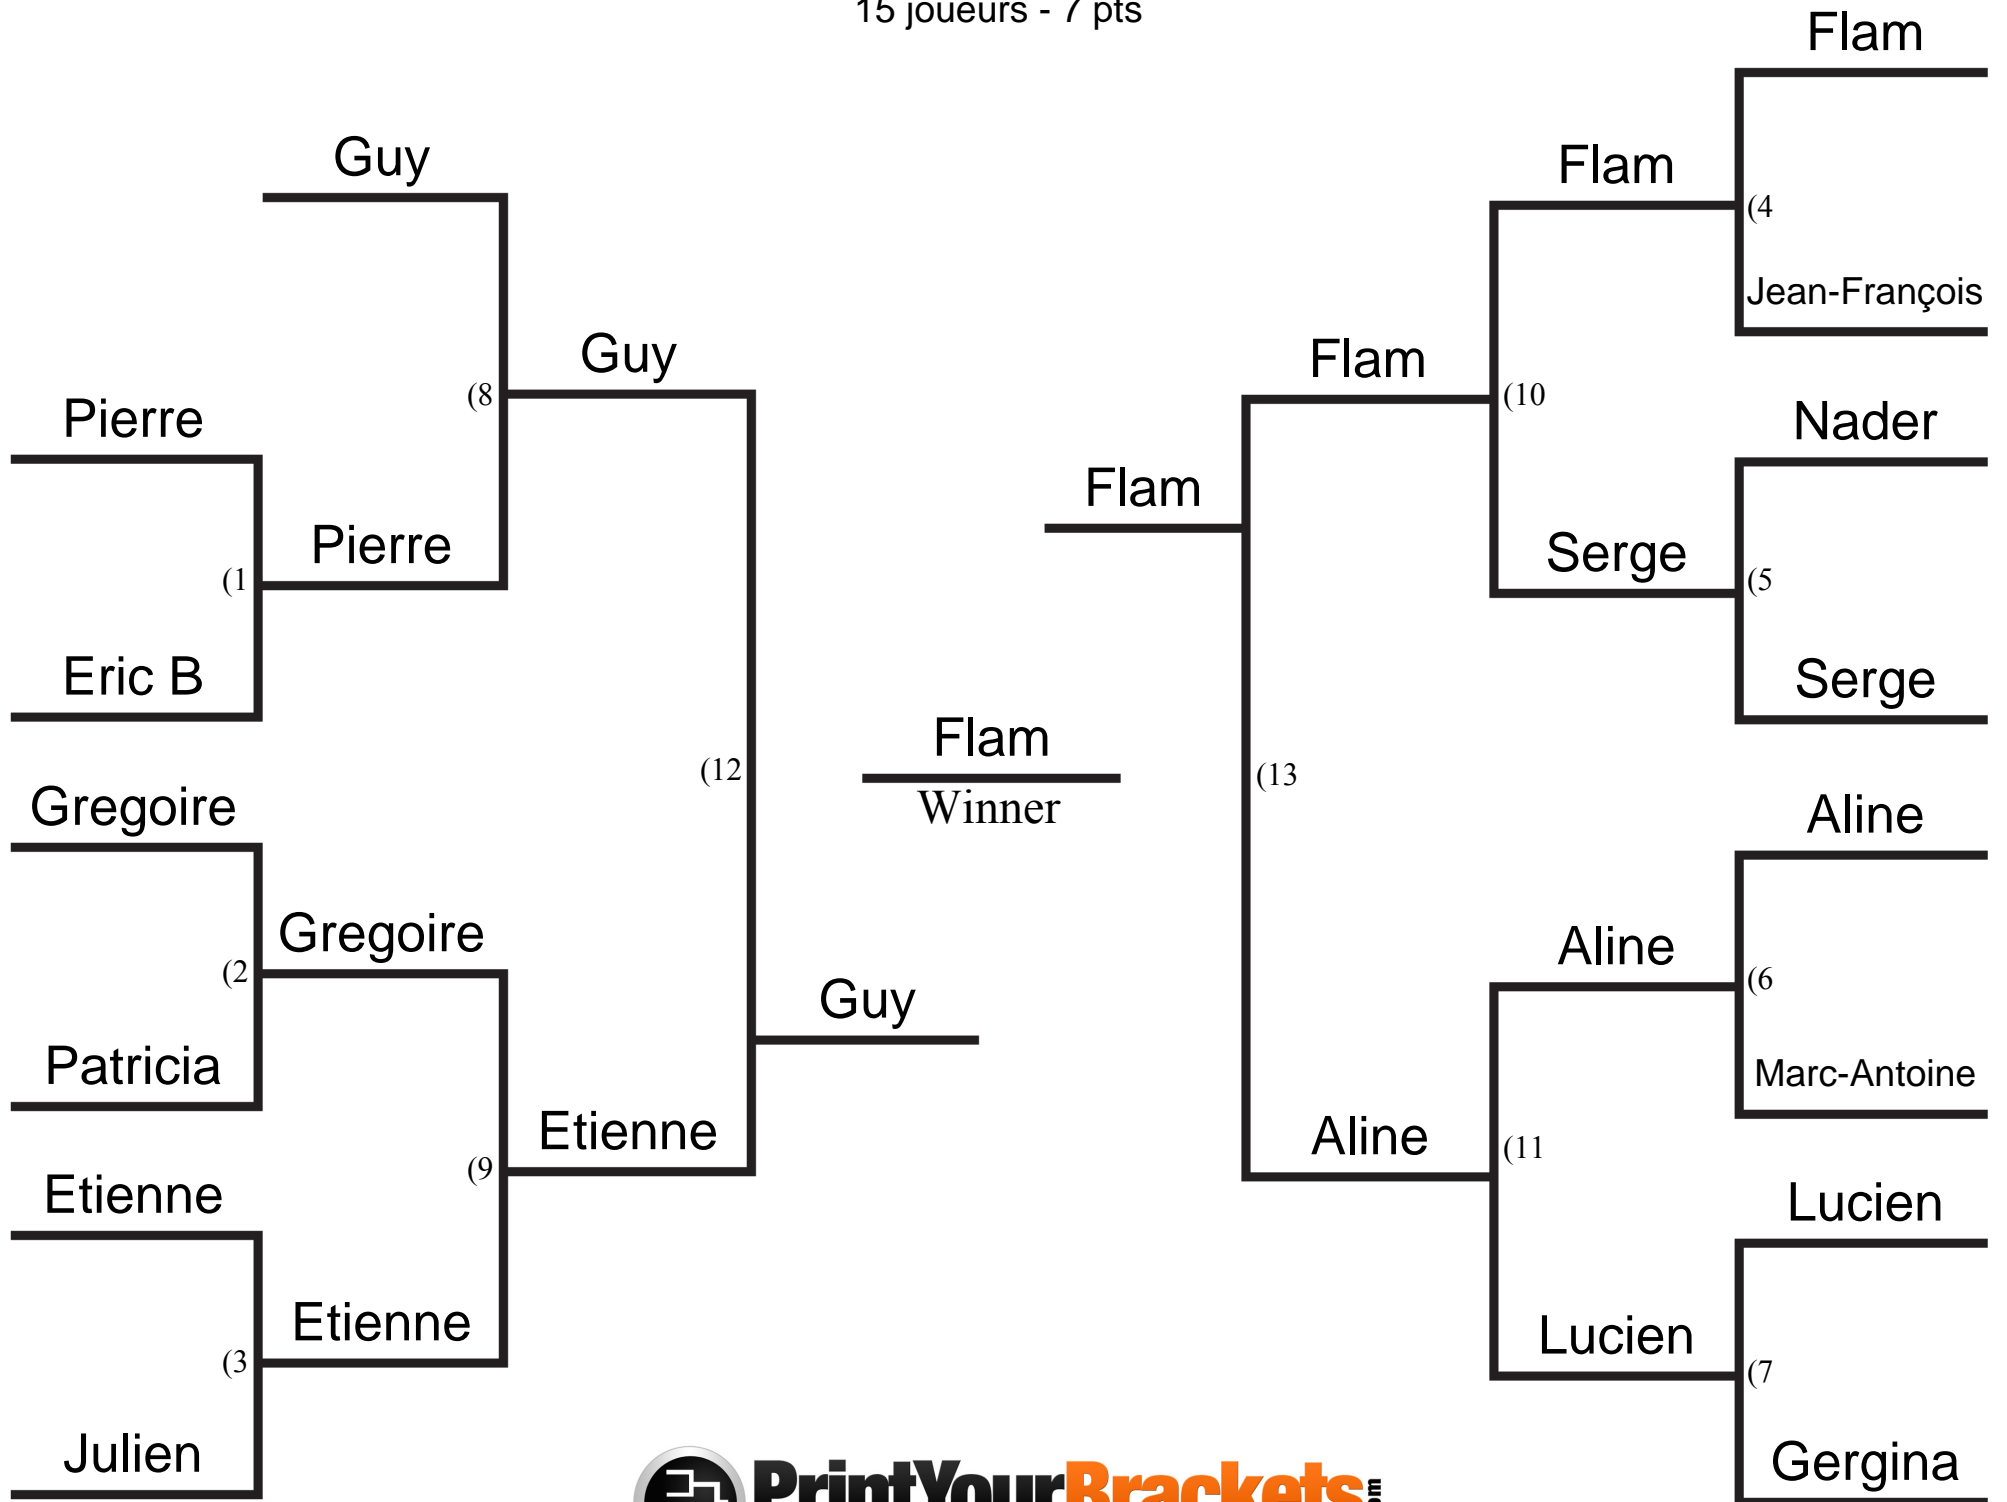 15 joueurs - 7 pts
Flam
Guy
Flam
(4
Jean-François
Guy
Flam
(8
(10
Pierre
Nader
Flam
Pierre
Serge
(1
(5
Eric B
Serge
Flam
(12
(13
Winner
Gregoire
Aline
Gregoire
Aline
(2
(6
Guy
Patricia
Marc-Antoine
Etienne
Aline
(9
(11
Etienne
Lucien
Etienne
Lucien
(3
(7
Julien
Gergina
PrintYourBrackets.com